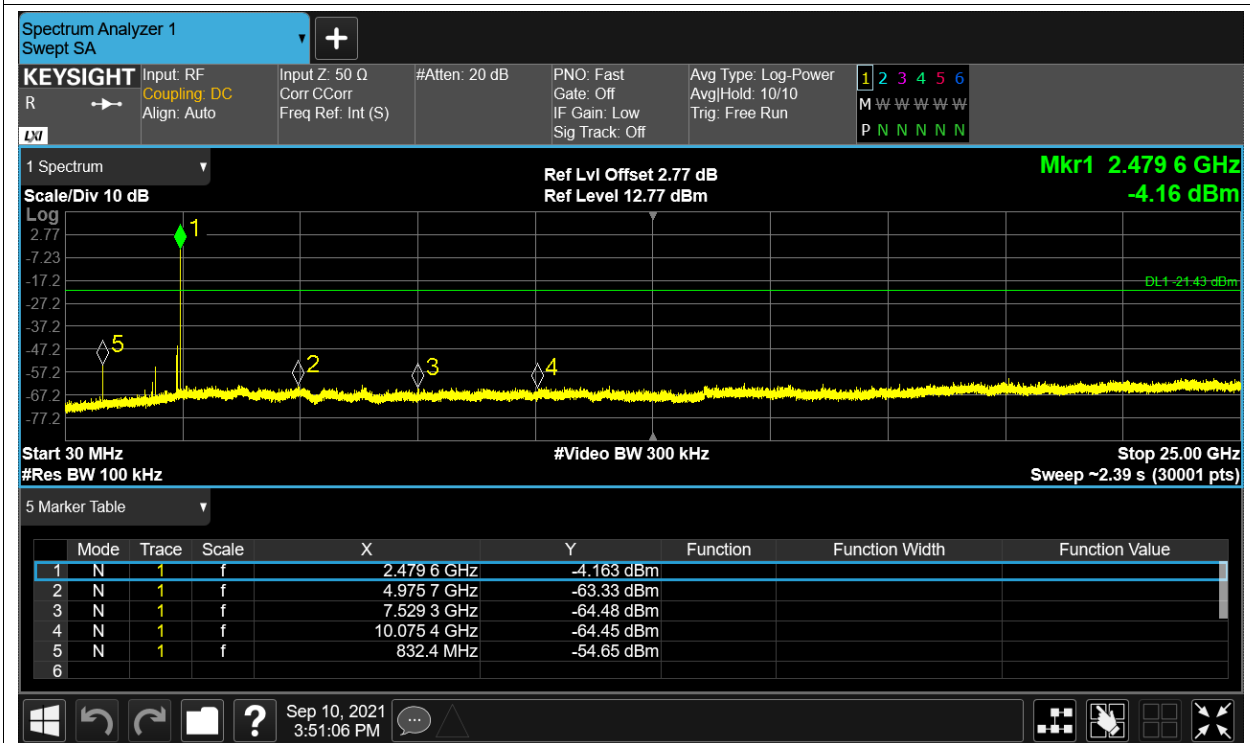 Spectrum Analyzer 1
Swept SA
+
KEYSIGHT Input: RF Input Z: 50 Ω #Atten: 20 dB PNO: Fast Avg Type: Log-Power 1 2 3 4 5 6
R Coupling: DC Corr CCorr Gate: Off Avg|Hold: 10/10 M W W W W W W
Align: Auto Freq Ref: Int (S) IF Gain: Low Trig: Free Run
LXI Sig Track: Off P N N N N N N
1 Spectrum Ref Lvl Offset 2.77 dB Mkr1 2.479 6 GHz
Scale/Div 10 dB Ref Level 12.77 dBm -4.16 dBm
Log
1
2.77
-7.23
-17.2
DL1 -21.43 dBm
-27.2
-37.2
5
-47.2
2 3 4
-57.2
-67.2
-77.2
Start 30 MHz #Video BW 300 kHz Stop 25.00 GHz
#Res BW 100 kHz Sweep ~2.39 s (30001 pts)
5 Marker Table
Mode Trace Scale X Y Function Function Width Function Value
1 N 1 f 2.479 6 GHz -4.163 dBm
2 N 1 f 4.975 7 GHz -63.33 dBm
3 N 1 f 7.529 3 GHz -64.48 dBm
4 N 1 f 10.075 4 GHz -64.45 dBm
5 N 1 f 832.4 MHz -54.65 dBm
6
? Sep 10, 2021
3:51:06 PM